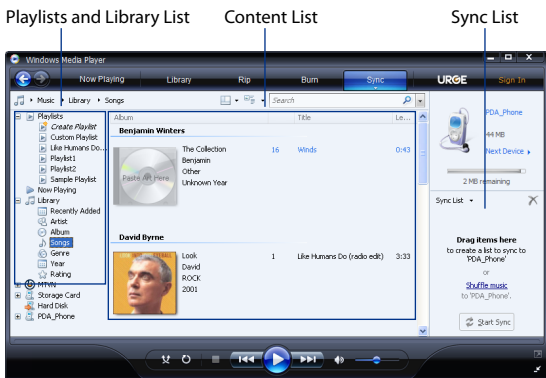 Playlists and Library List Content List Sync List
Windows Media Player
Now Playing Library Rip Burn Sync URGE Sign In
Music Library Songs Search
Playlists
Create Playlist
Custom Playlist
Like Humans Do...
Playlist1
Playlist2
Sample Playlist
Now Playing
Library
Recently Added
Artist
Album
Songs
Genre
Year
Rating
MTVN
Storage Card
Hard Disk
PDA_Phone
Album Title Le...
Benjamin Winters
Paste Art Here
The Collection 16 Winds 0:43
Benjamin
Other
Unknown Year
David Byrne
Look 1 Like Humans Do (radio edit) 3:33
David
ROCK
2001
PDA_Phone
44 MB
Next Device
2 MB remaining
Sync List
Drag items here
to create a list to sync to
'PDA_Phone'
or
Shuffle music
to 'PDA_Phone'.
Start Sync